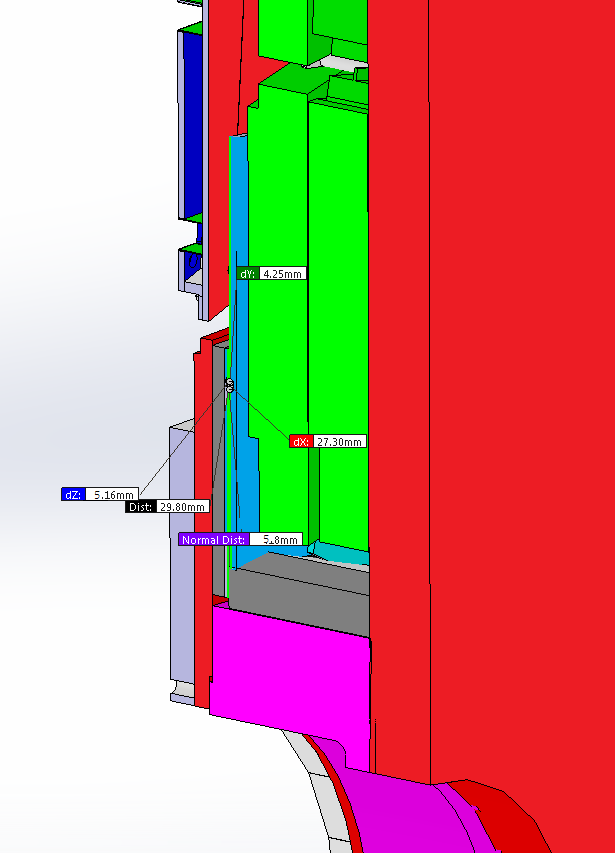 dY: 4.25mm
dX: 27.30mm
dZ: 5.16mm
Dist: 29.80mm
Normal Dist: